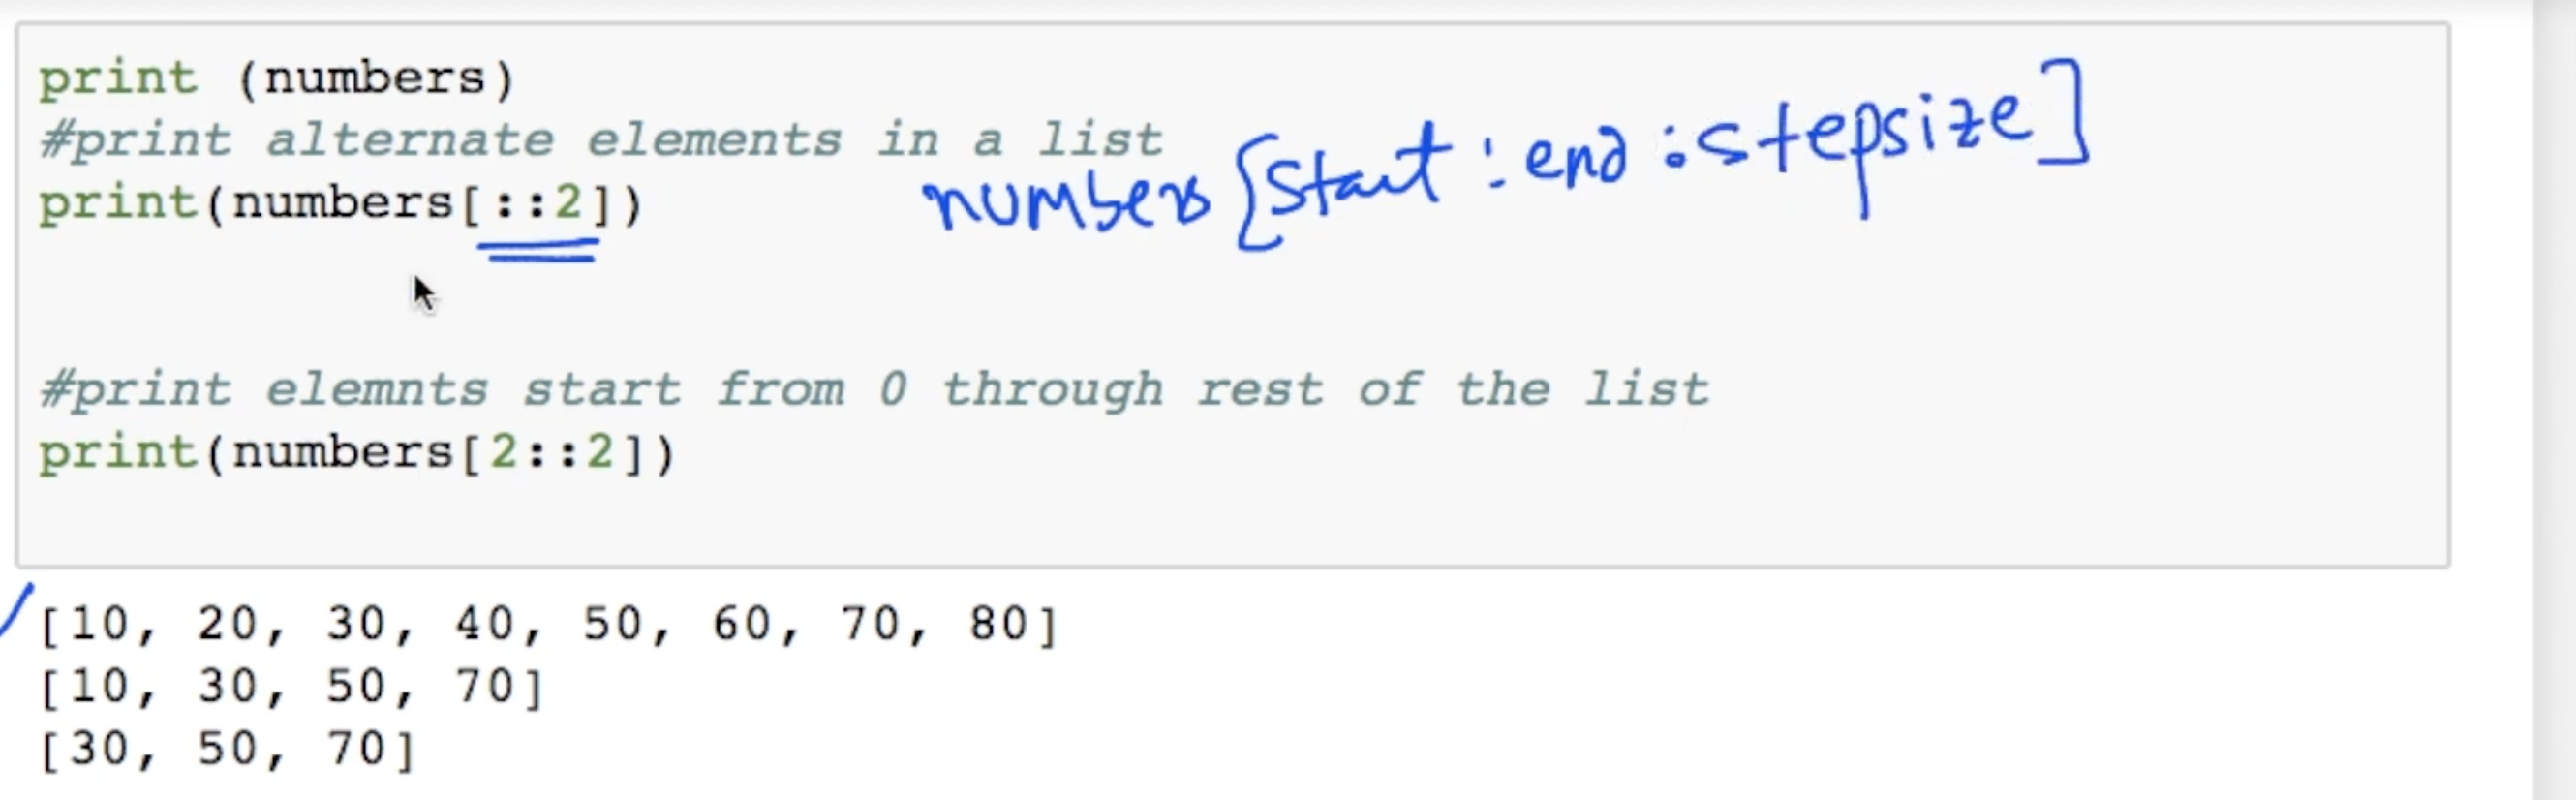 print (numbers)
#print alternate elements in a list
print(numbers[::2])
numbers[start:end:stepsize]
#print elemnts start from 0 through rest of the list
print(numbers[2::2])
[10, 20, 30, 40, 50, 60, 70, 80]
[10, 30, 50, 70]
[30, 50, 70]